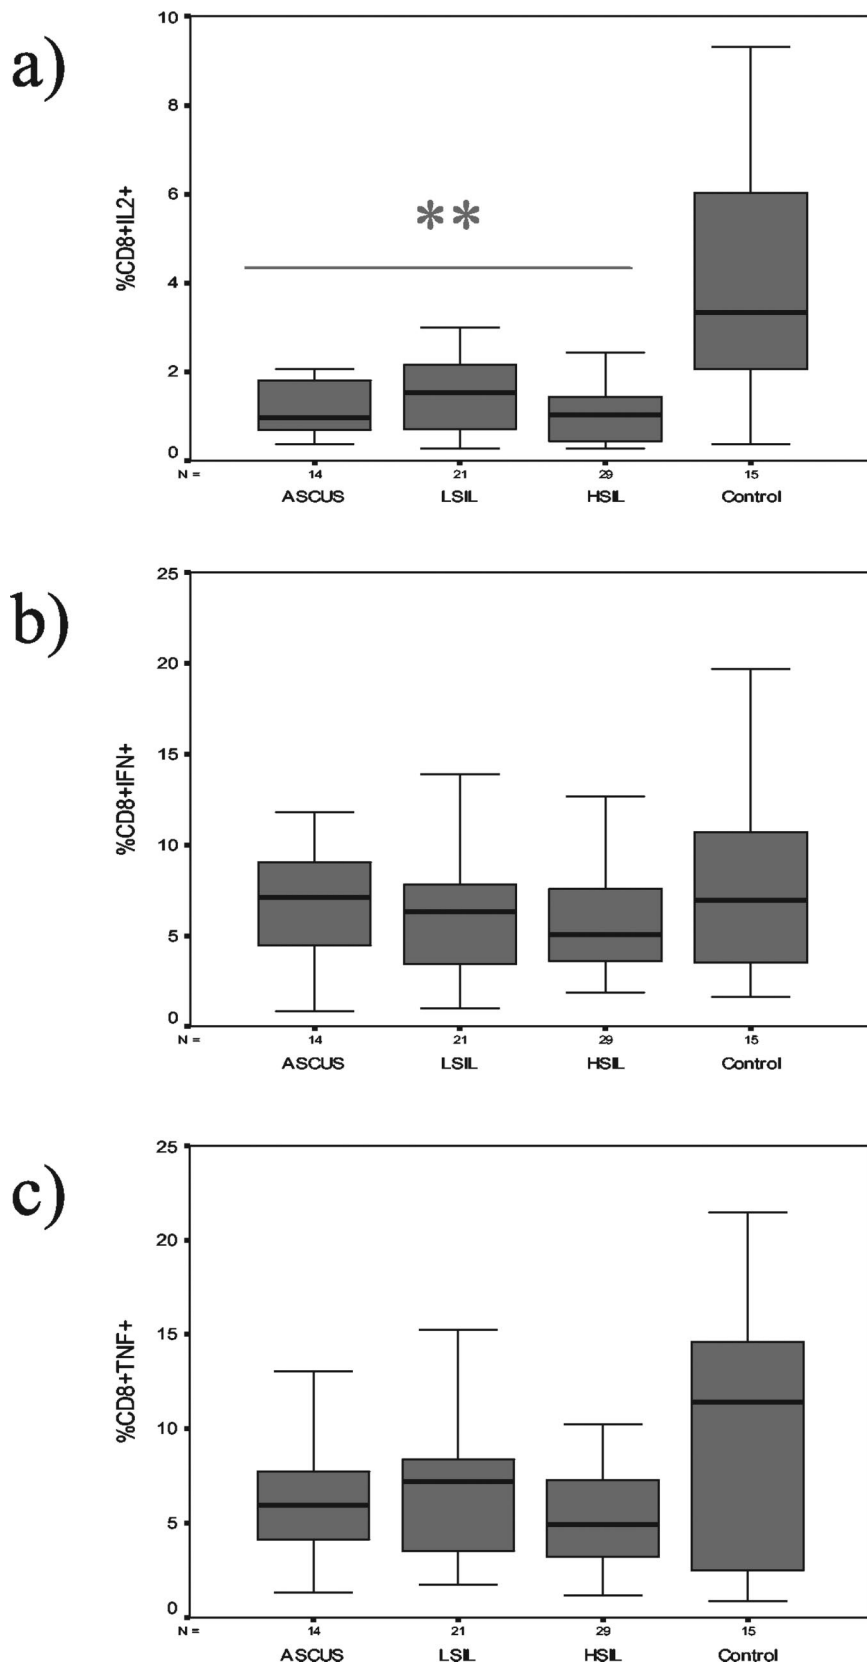 a)
10
8
6
4
2
0
%CD8+IL2+
**
N = 14 21 29 15
ASCUS LSIL HSIL Control
b)
25
20
15
10
5
0
%CD8+IFN+
N = 14 21 29 15
ASCUS LSIL HSIL Control
c)
25
20
15
10
5
0
%CD8+TNF+
N = 14 21 29 15
ASCUS LSIL HSIL Control